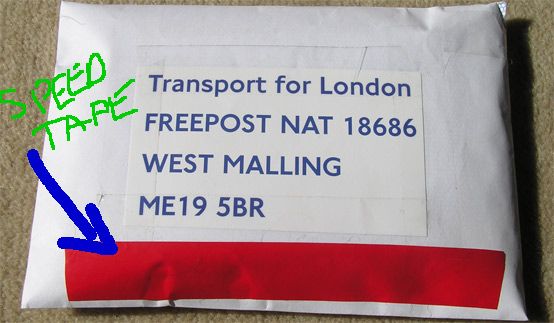 SPEED
TAPE
Transport for London
FREEPOST NAT 18686
WEST MALLING
ME19 5BR